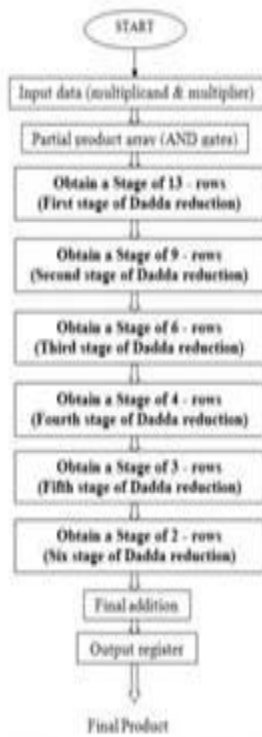 START
Input data (multiplicand & multiplier)
Partial product array (AND gates)
Obtain a Stage of 13 - rows
(First stage of Dadda reduction)
Obtain a Stage of 9 - rows
(Second stage of Dadda reduction)
Obtain a Stage of 6 - rows
(Third stage of Dadda reduction)
Obtain a Stage of 4 - rows
(Fourth stage of Dadda reduction)
Obtain a Stage of 3 - rows
(Fifth stage of Dadda reduction)
Obtain a Stage of 2 - rows
(Six stage of Dadda reduction)
Final addition
Output register
Final Product